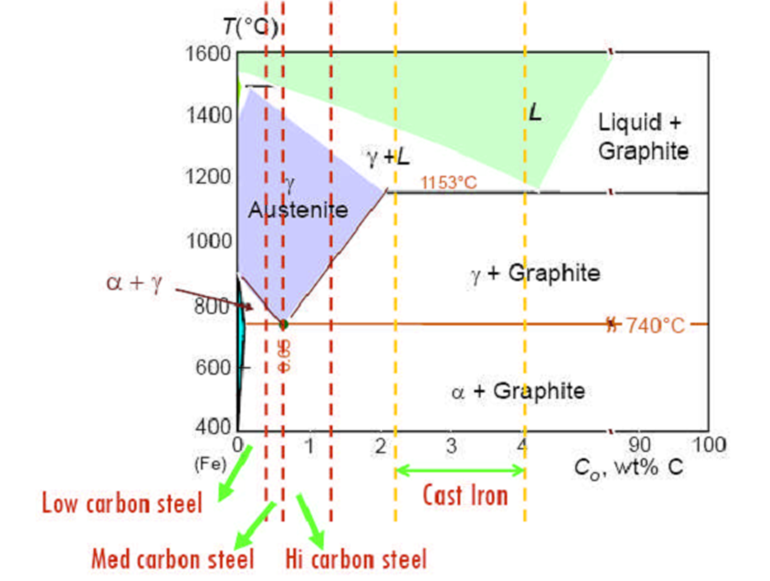 T(°C)
1600
1400
1200
1000
800
600
400
L
Liquid +
Graphite
γ +L
1153°C
γ
Austenite
γ + Graphite
α + γ
740°C
0.65
α + Graphite
0
1
2
3
4
90
100
(Fe)
Co, wt% C
Low carbon steel
Cast Iron
Med carbon steel
Hi carbon steel